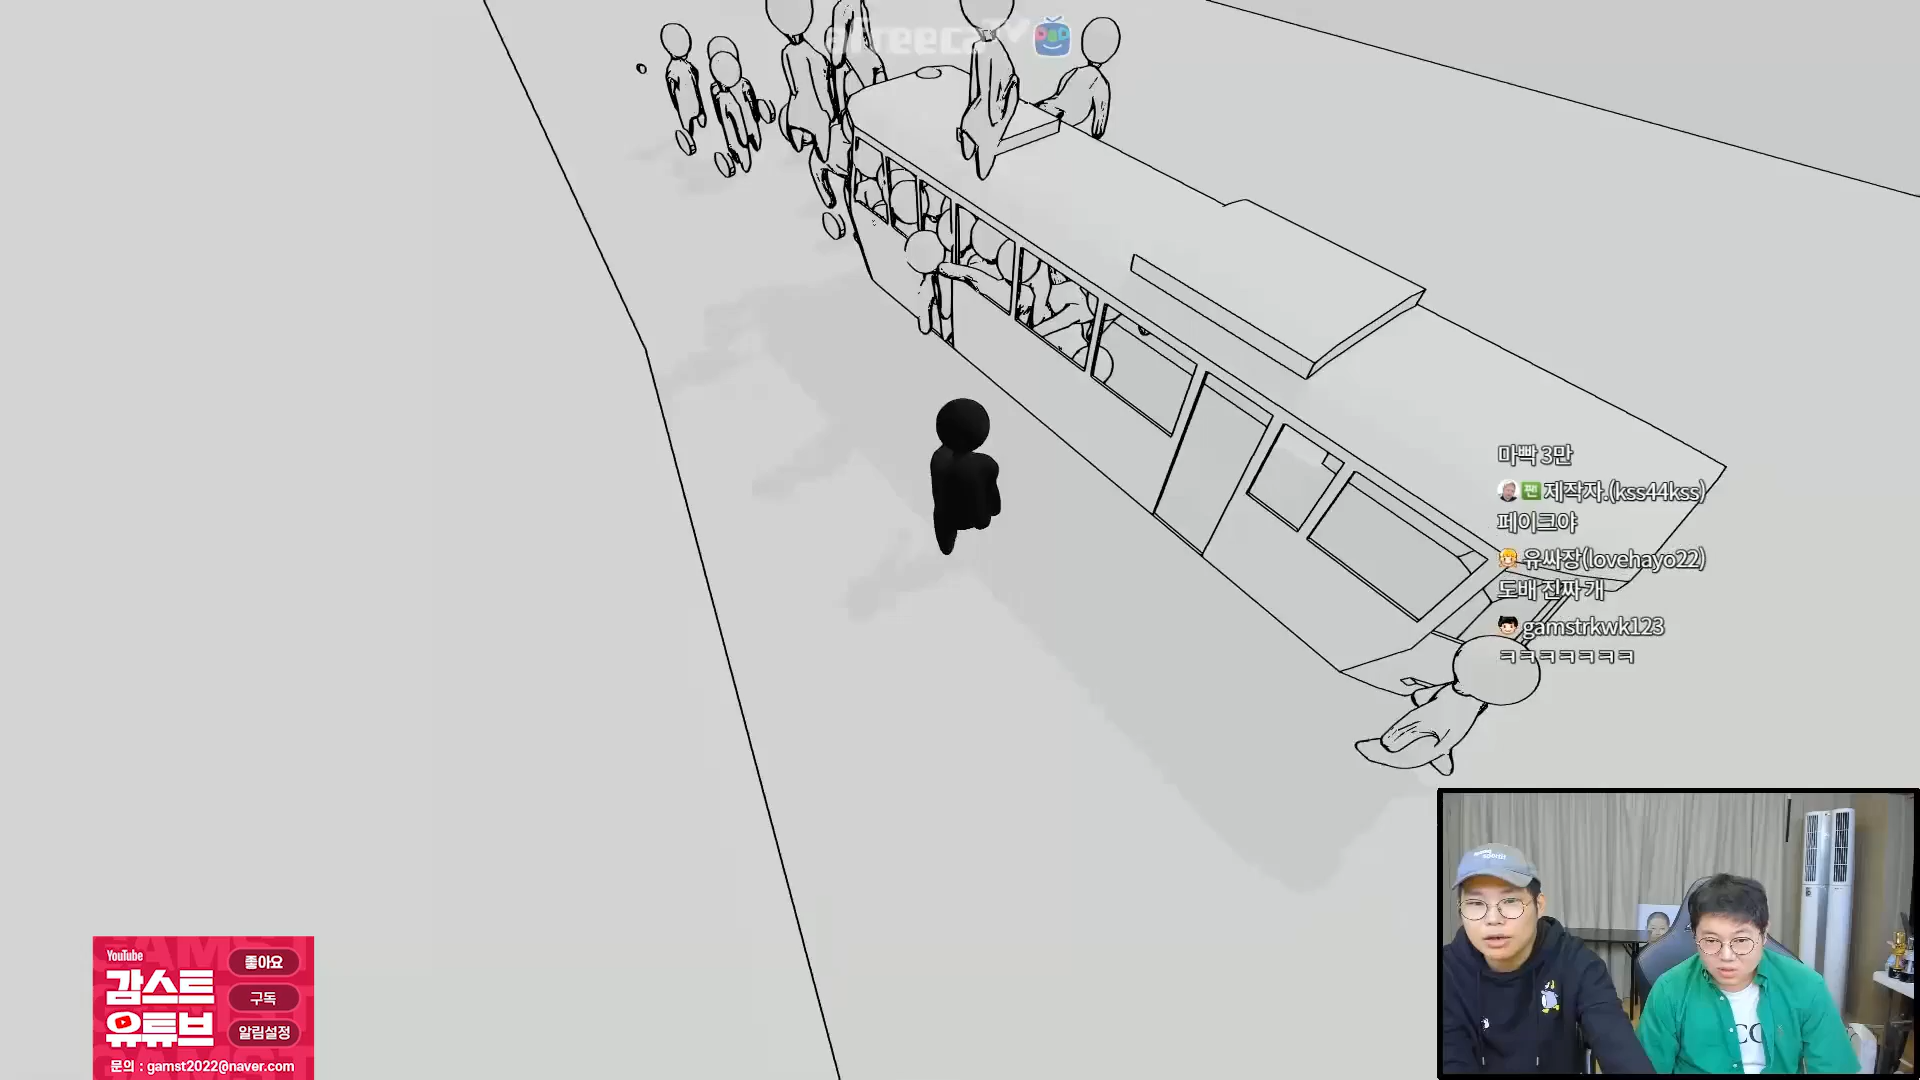 afreecaTV
마빡 3만
팬 제작자.(kss44kss)
페이크야
유싸장(lovehayo22)
도배 진짜 개
gamstrkwk123
ㅋㅋㅋㅋㅋㅋㅋ
YouTube
감스트
유튜브
좋아요
구독
알림설정
문의 : gamst2022@naver.com